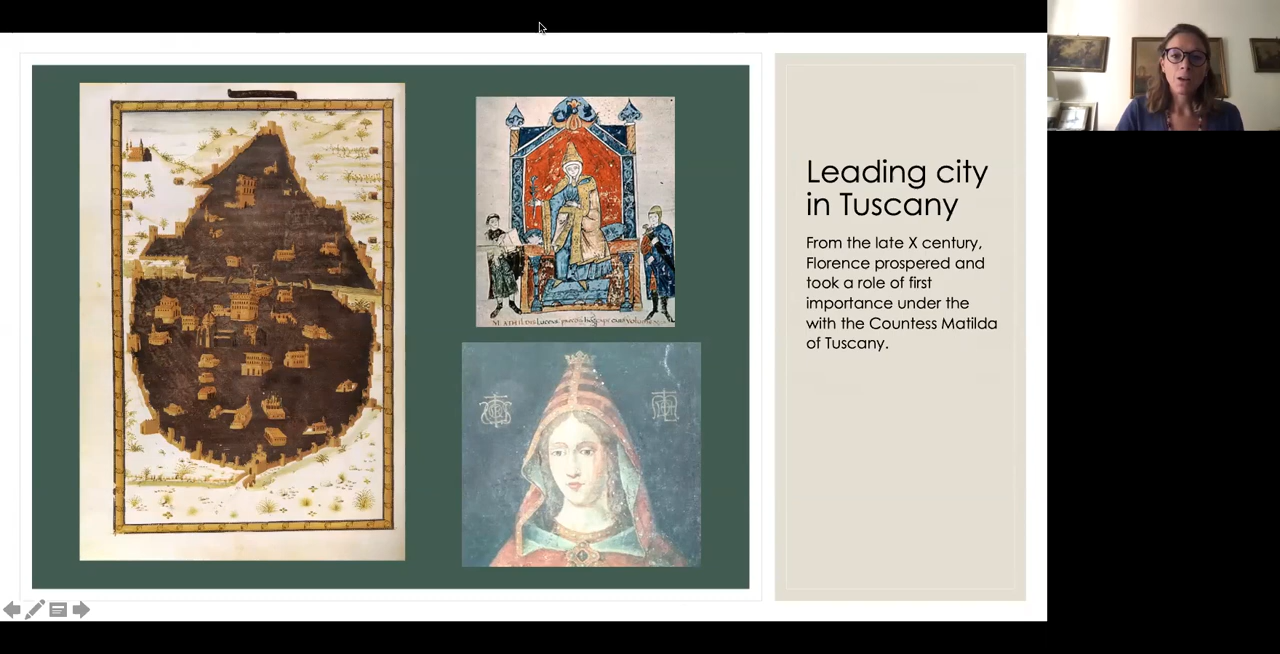 Leading city
in Tuscany
From the late X century,
Florence prospered and
took a role of first
importance under the
with the Countess Matilda
of Tuscany.